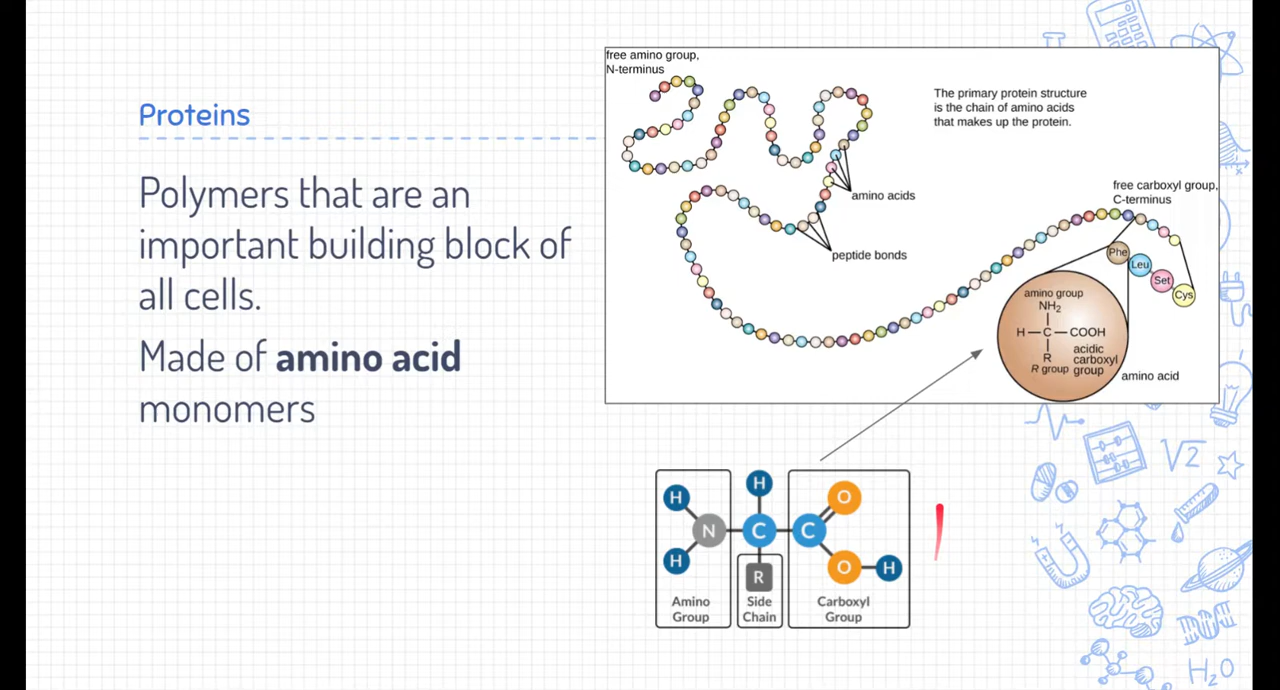 Proteins
Polymers that are an
important building block of
all cells.
Made of amino acid
monomers
free amino group,
N-terminus
The primary protein structure
is the chain of amino acids
that makes up the protein.
amino acids
peptide bonds
free carboxyl group,
C-terminus
Phe
Leu
Set
Cys
amino group
NH₂
H—C—COOH
R
R group
acidic
carboxyl
group
amino acid
H
H
O
N
C
C
H
R
O
H
Amino
Group
Side
Chain
Carboxyl
Group
√2
H₂O